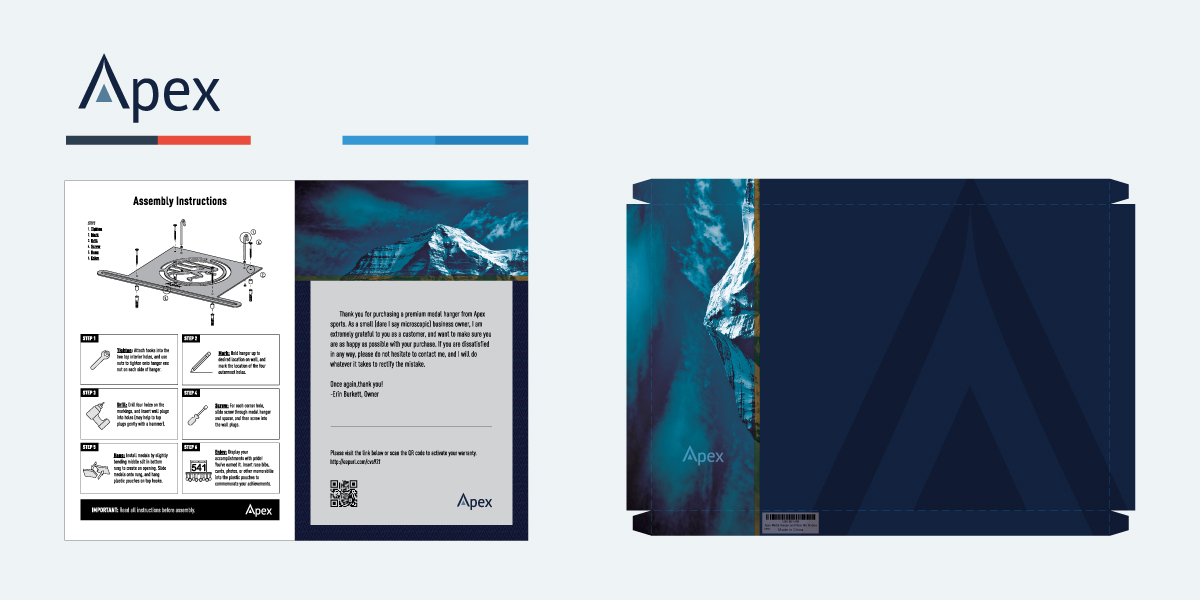 Apex
Assembly Instructions
STEPS
1. Tighten
2. Mark
3. Drill
4. Screw
5. Hang
6. Enjoy
STEP 1
Tighten: Attach hooks into the
two top interior holes, and use
nuts to tighten onto hanger one
nut on each side of hanger.
STEP 2
Mark: Hold hanger up to
desired location on wall, and
mark the location of the four
outermost holes.
STEP 3
Drill: Drill four holes on the
markings, and insert wall plugs
into holes (may help to tap
plugs gently with a hammer).
STEP 4
Screw: For each corner hole,
slide screw through medal hanger
and spacer, and then screw into
the wall plugs.
STEP 5
Hang: Install medals by slightly
bending middle slit in bottom
rung to create an opening. Slide
medals onto rung, and hang
plastic pouches on top hooks.
STEP 6
541
Enjoy: Display your
accomplishments with pride!
You've earned it. Insert race bibs,
cards, photos, or other memorabilia
into the plastic pouches to
commemorate your achievements.
IMPORTANT: Read all instructions before assembly.
Apex
Thank you for purchasing a premium medal hanger from Apex
sports. As a small (dare I say microscopic) business owner, I am
extremely grateful to you as a customer, and want to make sure you
are as happy as possible with your purchase. If you are dissatisfied
in any way, please do not hesitate to contact me, and I will do
whatever it takes to rectify the mistake.
Once again,thank you!
-Erin Burkett, Owner
Please visit the link below or scan the QR code to activate your warranty.
Apex
Apex